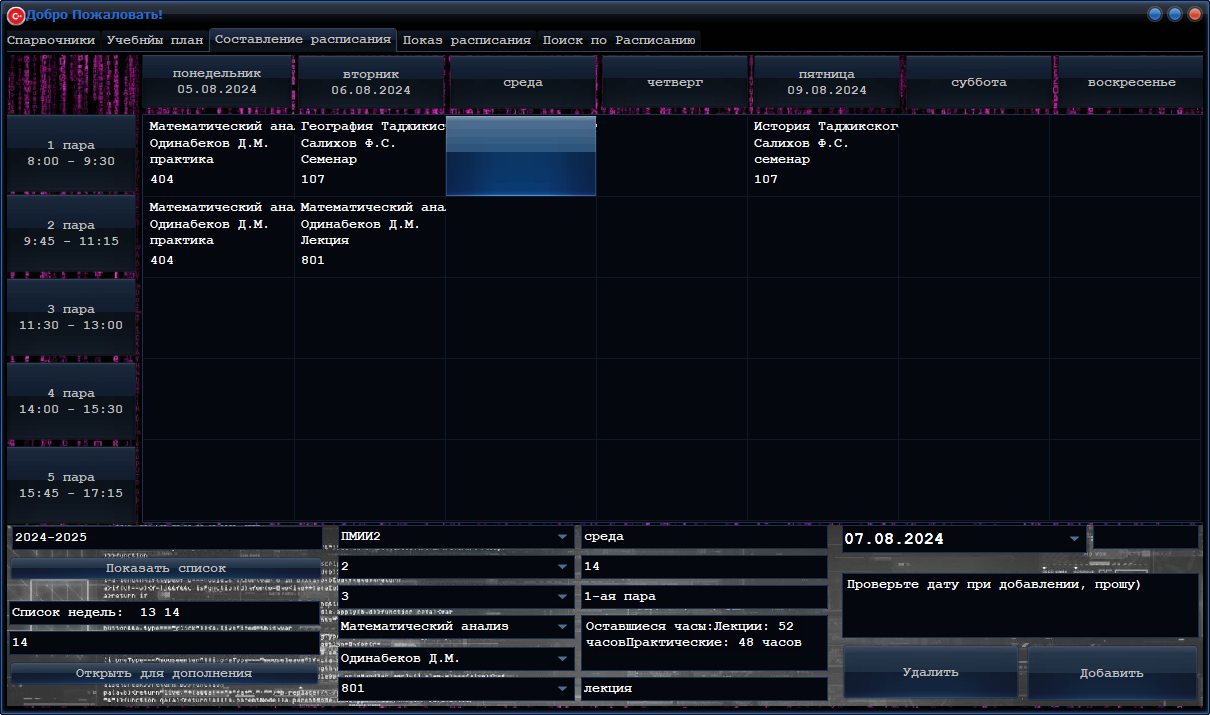 Добро Пожаловать!
Спарвочники Учебнйы план Составление расписания Показ расписания Поиск по Расписанию
понедельник
05.08.2024
вторник
06.08.2024
среда
четверг
пятница
09.08.2024
суббота
воскресенье
1 пара
8:00 - 9:30
Математический ана
Одинабеков Д.М.
практика
404
География Таджикис
Салихов Ф.С.
Семенар
107
История Таджикског
Салихов Ф.С.
семенар
107
2 пара
9:45 - 11:15
Математический ана
Одинабеков Д.М.
практика
404
Математический ана
Одинабеков Д.М.
Лекция
801
3 пара
11:30 - 13:00
4 пара
14:00 - 15:30
5 пара
15:45 - 17:15
2024-2025
Показать список
Список недель: 13 14
14
Открыть для дополнения
ПМИИ2
2
3
Математический анализ
Одинабеков Д.М.
801
среда
14
1-ая пара
Оставшиеся часы:Лекции: 52
часовПрактические: 48 часов
лекция
07.08.2024
Проверьте дату при добавлении, прошу)
Удалить
Добавить